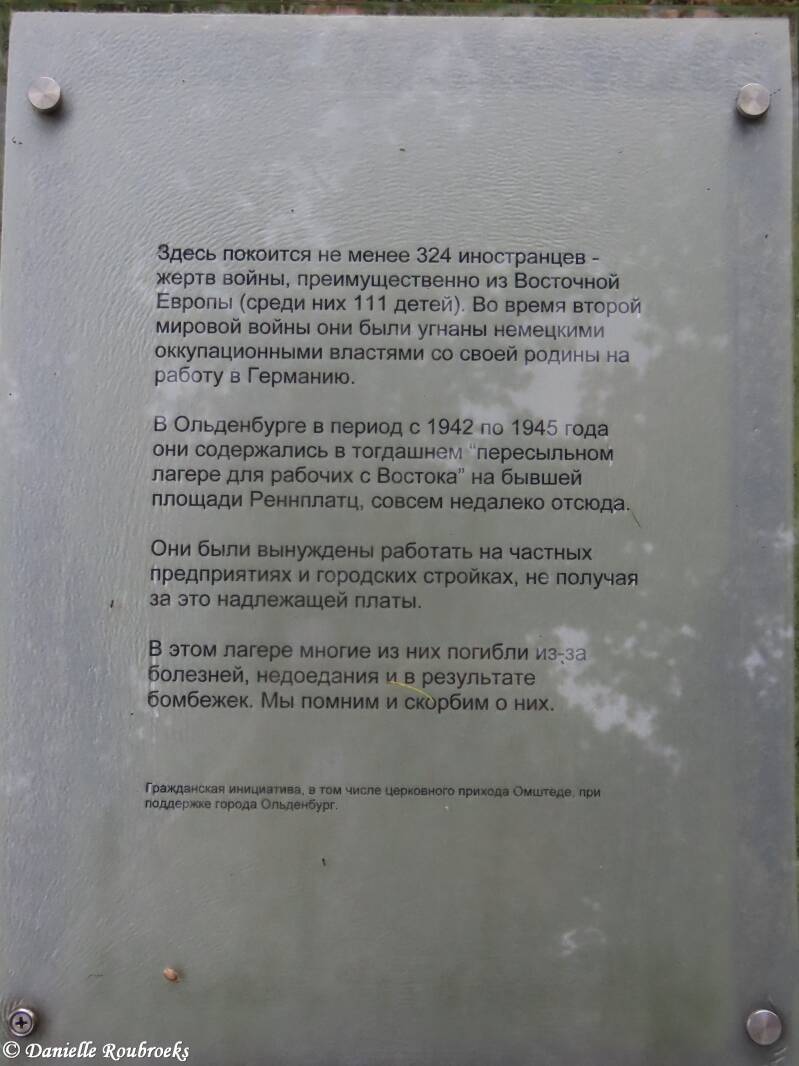 Здесь покоится не менее 324 иностранцев -
жертв войны, преимущественно из Восточной
Европы (среди них 111 детей). Во время второй
мировой войны они были угнаны немецкими
оккупационными властями со своей родины на
работу в Германию.
В Ольденбурге в период с 1942 по 1945 года
они содержались в тогдашнем “пересыльном
лагере для рабочих с Востока” на бывшей
площади Реннплатц, совсем недалеко отсюда.
Они были вынуждены работать на частных
предприятиях и городских стройках, не получая
за это надлежащей платы.
В этом лагере многие из них погибли из-за
болезней, недоедания и в результате
бомбежек. Мы помним и скорбим о них.
Гражданская инициатива, в том числе церковного прихода Омштеде, при
поддержке города Ольденбург.
© Danielle Roubroeks